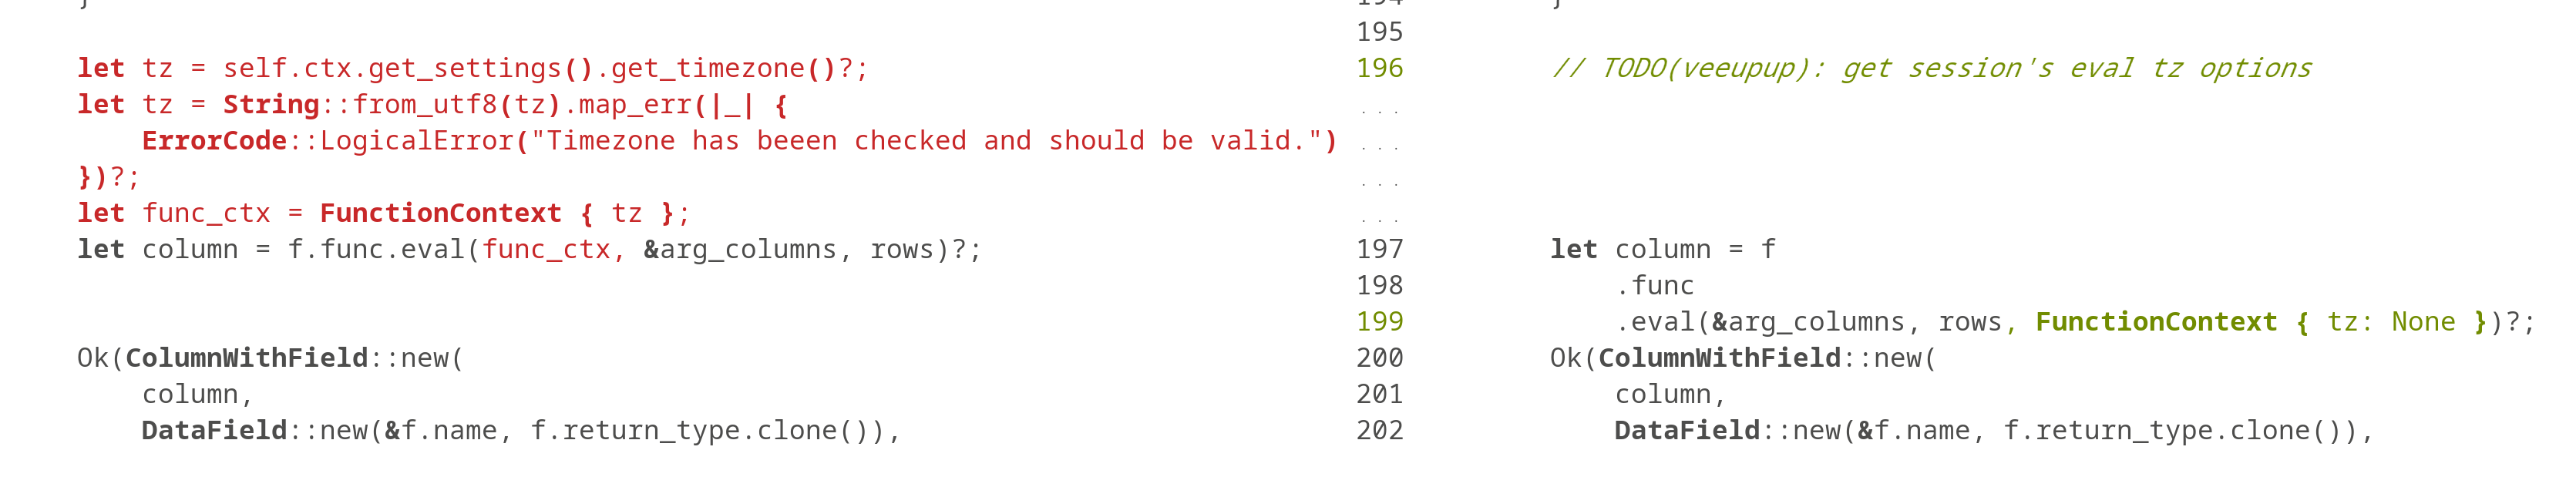 }
let tz = self.ctx.get_settings().get_timezone()?;
let tz = String::from_utf8(tz).map_err(|_| {
    ErrorCode::LogicalError("Timezone has beeen checked and should be valid.")
})?;
let func_ctx = FunctionContext { tz };
let column = f.func.eval(func_ctx, &arg_columns, rows)?;
Ok(ColumnWithField::new(
    column,
    DataField::new(&f.name, f.return_type.clone()),
194 }
195
196 // TODO(veeupup): get session's eval tz options
...
...
...
...
197 let column = f
198     .func
199     .eval(&arg_columns, rows, FunctionContext { tz: None })?;
200 Ok(ColumnWithField::new(
201     column,
202     DataField::new(&f.name, f.return_type.clone()),